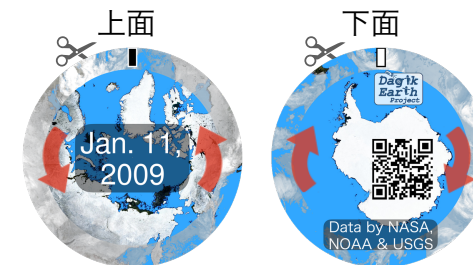 上面
下面
Jan. 11,
2009
Dagik
Earth
Project
Data by NASA,
NOAA & USGS